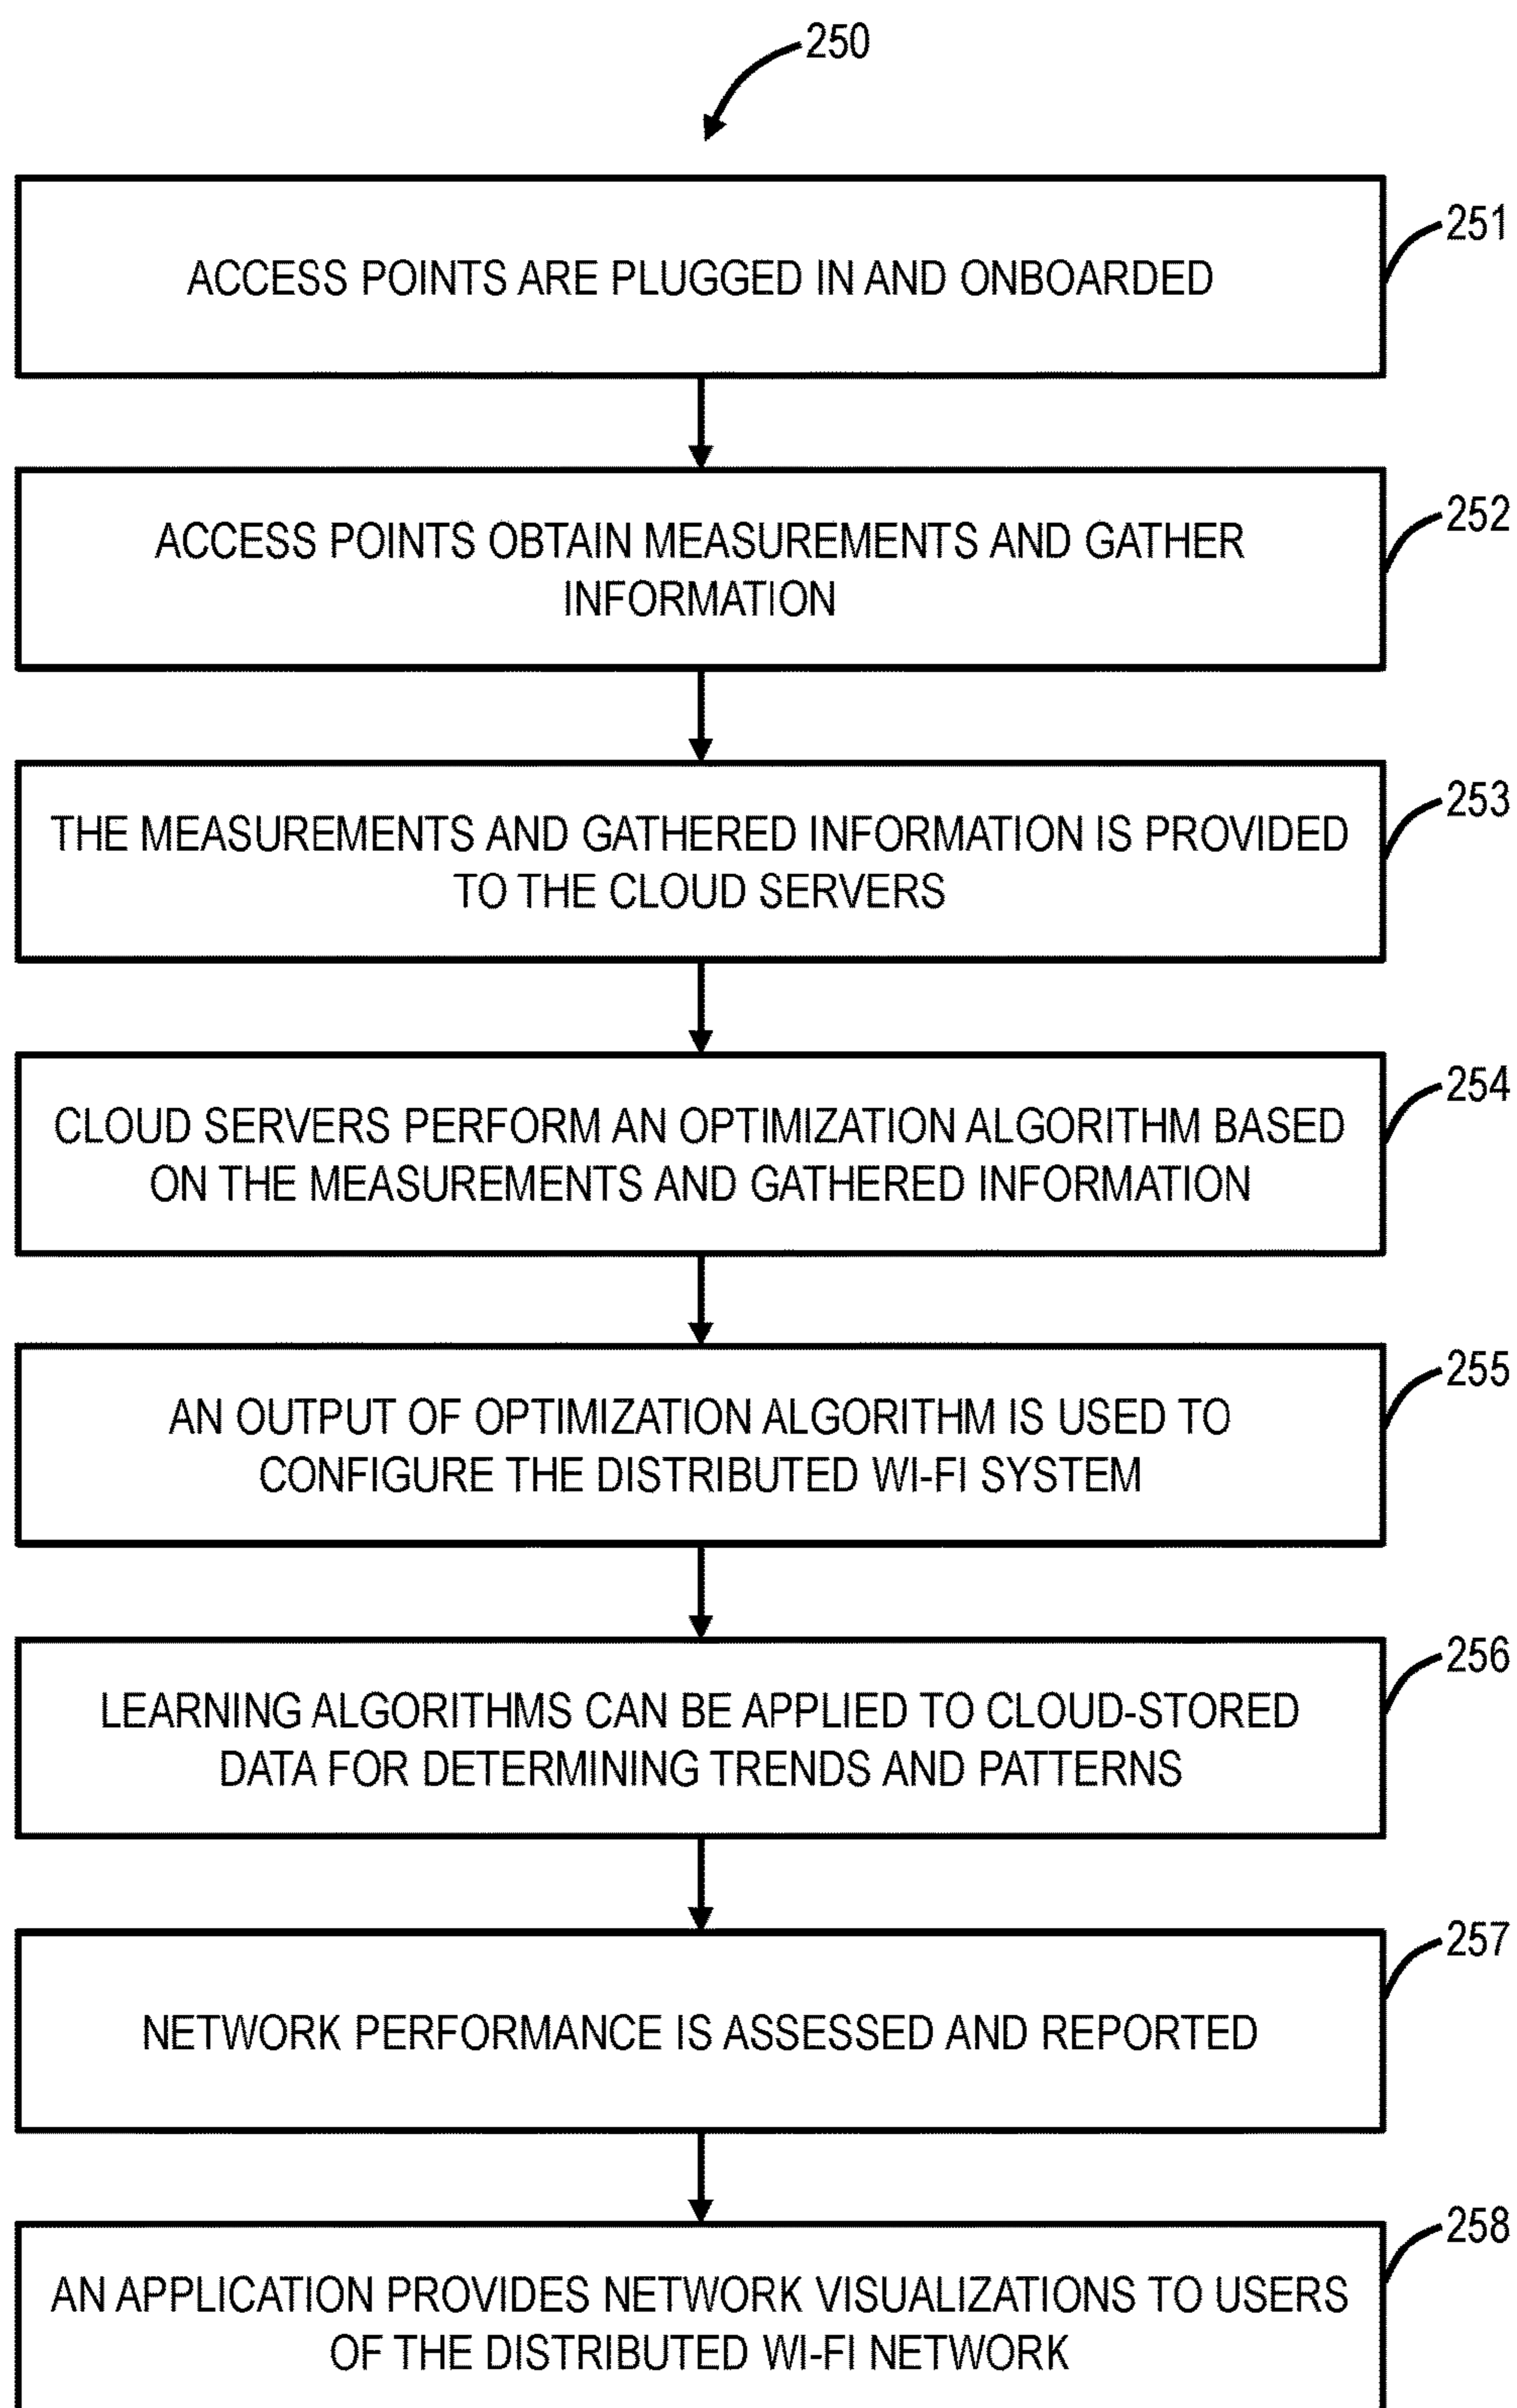 250
ACCESS POINTS ARE PLUGGED IN AND ONBOARDED
251
ACCESS POINTS OBTAIN MEASUREMENTS AND GATHER
INFORMATION
252
THE MEASUREMENTS AND GATHERED INFORMATION IS PROVIDED
TO THE CLOUD SERVERS
253
CLOUD SERVERS PERFORM AN OPTIMIZATION ALGORITHM BASED
ON THE MEASUREMENTS AND GATHERED INFORMATION
254
AN OUTPUT OF OPTIMIZATION ALGORITHM IS USED TO
CONFIGURE THE DISTRIBUTED WI-FI SYSTEM
255
LEARNING ALGORITHMS CAN BE APPLIED TO CLOUD-STORED
DATA FOR DETERMINING TRENDS AND PATTERNS
256
NETWORK PERFORMANCE IS ASSESSED AND REPORTED
257
AN APPLICATION PROVIDES NETWORK VISUALIZATIONS TO USERS
OF THE DISTRIBUTED WI-FI NETWORK
258